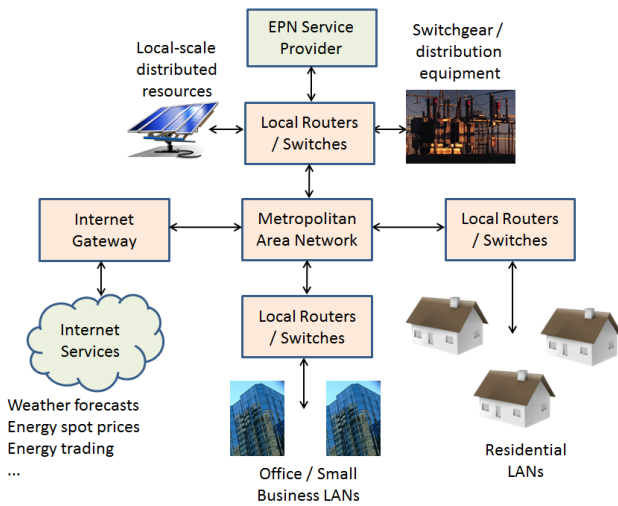 EPN Service
Provider
Local-scale
distributed
resources
Switchgear /
distribution
equipment
Local Routers
/ Switches
Internet
Gateway
Metropolitan
Area Network
Local Routers
/ Switches
Internet
Services
Local Routers
/ Switches
Weather forecasts
Energy spot prices
Energy trading
...
Office / Small
Business LANs
Residential
LANs